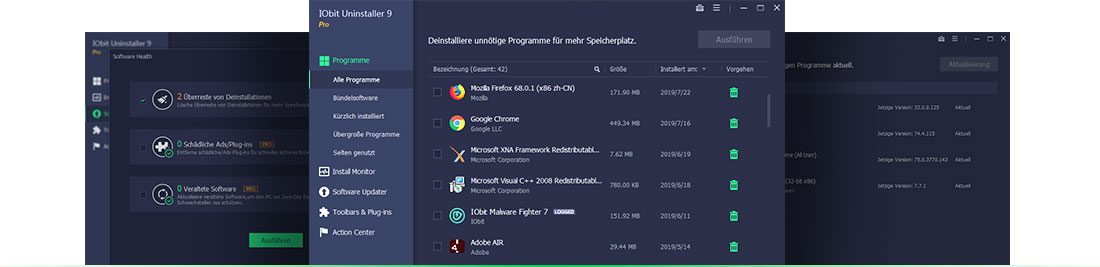 IObit Uninstaller 9
Pro
Software Health
2 Überreste von Deinstallationen
Lösche Überreste von Deinstallationen für mehr Speicherplatz.
0 Schädliche Ads/Plug-ins PRO
Entferne schädliche Ads/Plug-ins für
0 Veraltete Software PRO
Aktualisiere veraltete Software, um den PC vor
Schwachstellen zu schützen.
Ausführen
IObit Uninstaller 9
Pro
Programme
Alle Programme
Bündelsoftware
Kürzlich installiert
Übergroße Programme
Selten genutzt
Install Monitor
Software Updater
Toolbars & Plug-ins
Action Center
Deinstalliere unnötige Programme für mehr Speicherplatz.
Ausführen
Bezeichnung (Gesamt: 42) Größe Installiert am: Vorgehen
Mozilla Firefox 68.0.1 (x86 zh-CN) 171.90 MB 2019/7/22
Mozilla
Google Chrome 449.34 MB 2019/7/16
Google LLC
Microsoft XNA Framework Redistributabl... 7.62 MB 2019/6/19
Microsoft Corporation
Microsoft Visual C++ 2008 Redistributabl... 780.00 KB 2019/6/18
Microsoft Corporation
IObit Malware Fighter 7 LOGGED 151.92 MB 2019/6/11
IObit
Adobe AIR 29.44 MB 2019/5/14
Adobe
gen Programme aktuell.
Aktualisierung
Jetzige Version: 32.0.0.125 Aktuell
Jetzige Version: 74.4.115 Aktuell
me (All User) Jetzige Version: 75.0.3770.142 Aktuell
(32-bit x86) Jetzige Version: 7.7.1 Aktuell